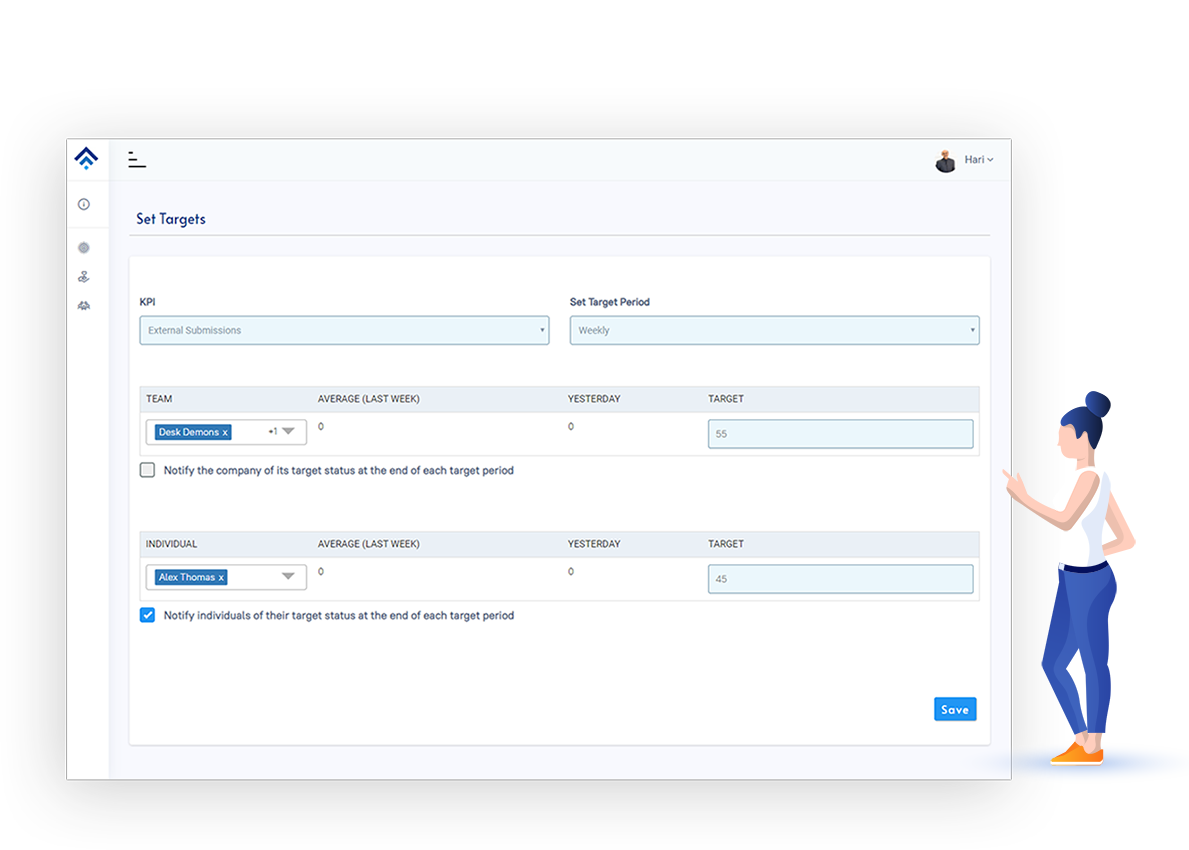 Hari
Set Targets
KPI
Set Target Period
External Submissions
Weekly
TEAM AVERAGE (LAST WEEK) YESTERDAY TARGET
Desk Demons x +1 0 0 55
Notify the company of its target status at the end of each target period
INDIVIDUAL AVERAGE (LAST WEEK) YESTERDAY TARGET
Alex Thomas x 0 0 45
Notify individuals of their target status at the end of each target period
Save